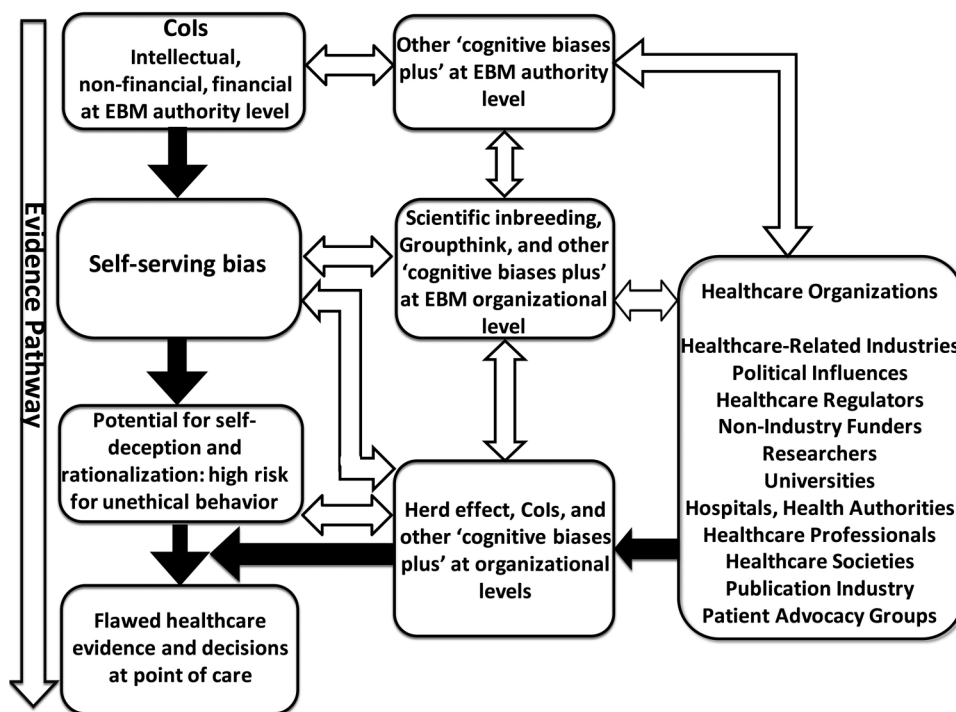 Evidence Pathway
CoIs
Intellectual,
non-financial, financial
at EBM authority level
Other ‘cognitive biases
plus’ at EBM authority
level
Self-serving bias
Scientific inbreeding,
Groupthink, and other
‘cognitive biases plus’
at EBM organizational
level
Healthcare Organizations
Healthcare-Related Industries
Political Influences
Healthcare Regulators
Non-Industry Funders
Researchers
Universities
Hospitals, Health Authorities
Healthcare Professionals
Healthcare Societies
Publication Industry
Patient Advocacy Groups
Potential for self-
deception and
rationalization: high risk
for unethical behavior
Herd effect, CoIs, and
other ‘cognitive biases
plus’ at organizational
levels
Flawed healthcare
evidence and decisions
at point of care